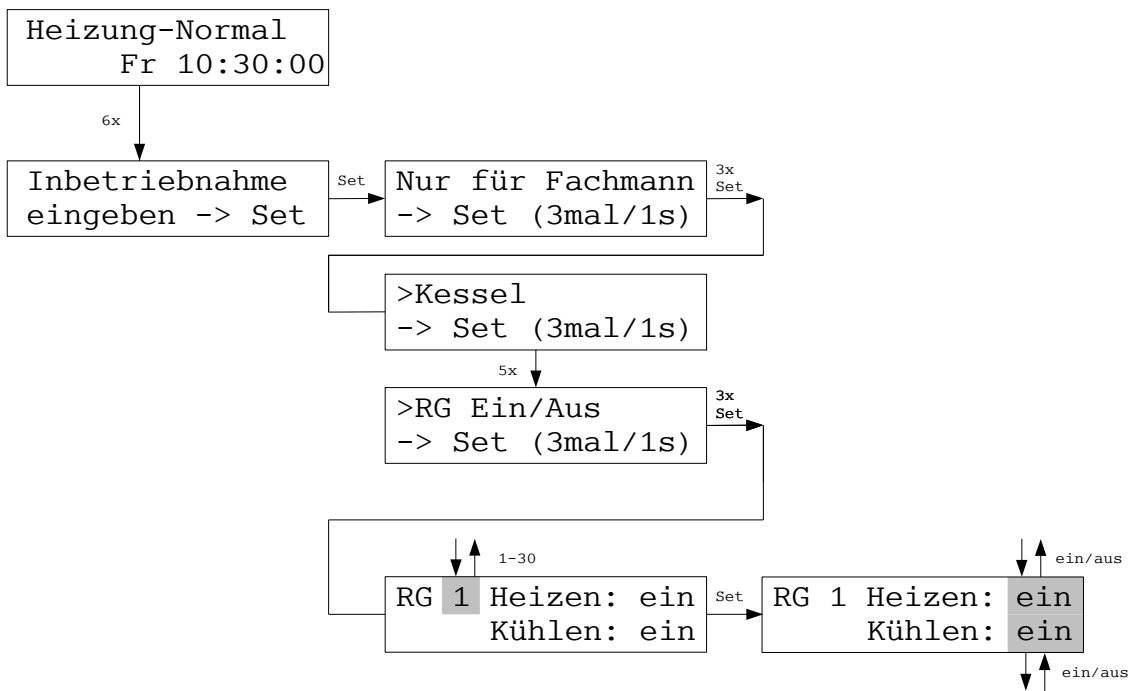 Heizung-Normal
Fr 10:30:00
6x
Inbetriebnahme
eingeben -> Set
Set
Nur für Fachmann
-> Set (3mal/1s)
3x
Set
>Kessel
-> Set (3mal/1s)
5x
>RG Ein/Aus
-> Set (3mal/1s)
3x
Set
1-30
RG 1 Heizen: ein
Kühlen: ein
Set
ein/aus
RG 1 Heizen: ein
Kühlen: ein
ein/aus